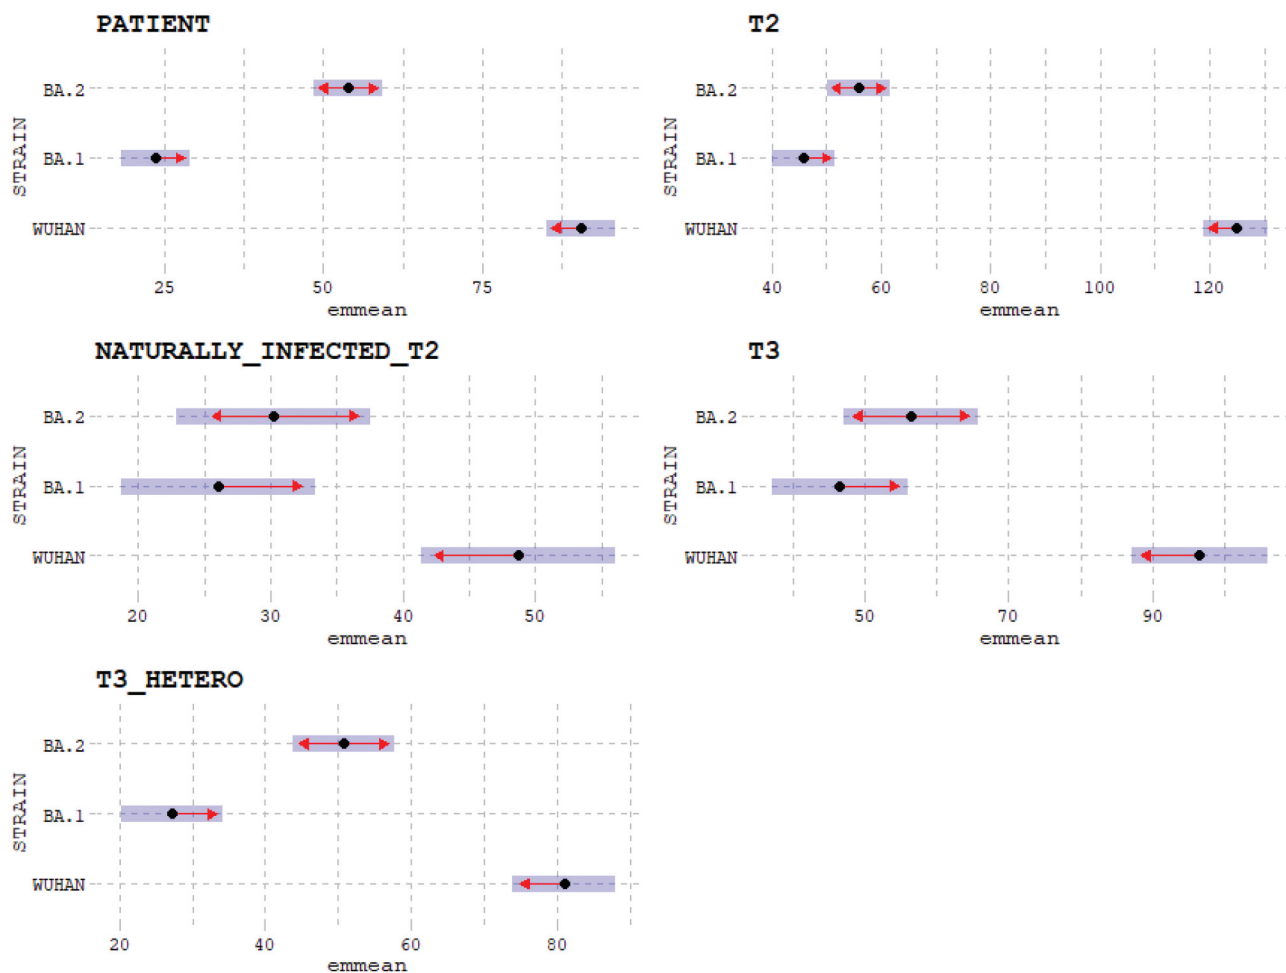 PATIENT
BA.2
BA.1
WUHAN
STRAIN
25 50 75
emmean
T2
BA.2
BA.1
WUHAN
STRAIN
40 60 80 100 120
emmean
NATURALLY_INFECTED_T2
BA.2
BA.1
WUHAN
STRAIN
20 30 40 50
emmean
T3
BA.2
BA.1
WUHAN
STRAIN
50 70 90
emmean
T3_HETERO
BA.2
BA.1
WUHAN
STRAIN
20 40 60 80
emmean